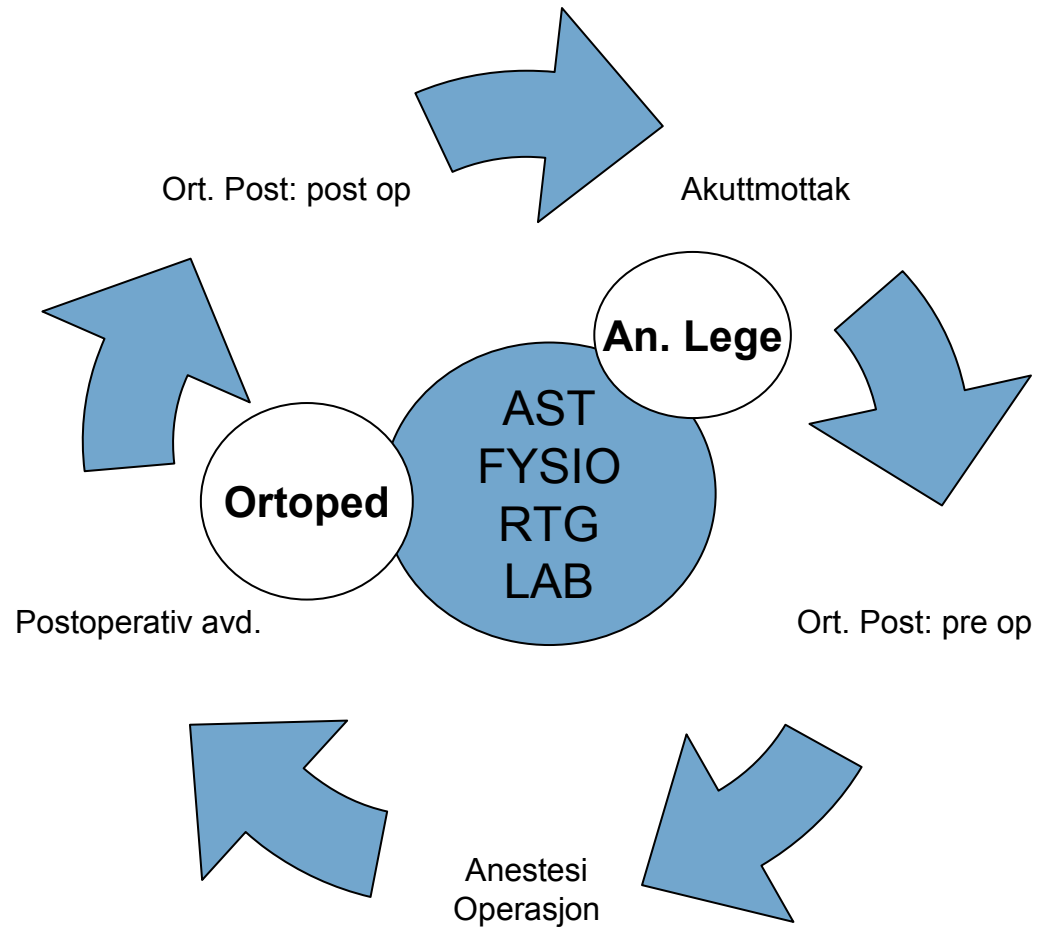 Ort. Post: post op
Akuttmottak
An. Lege
AST
FYSIO
RTG
LAB
Ortoped
Postoperativ avd.
Ort. Post: pre op
Anestesi
Operasjon